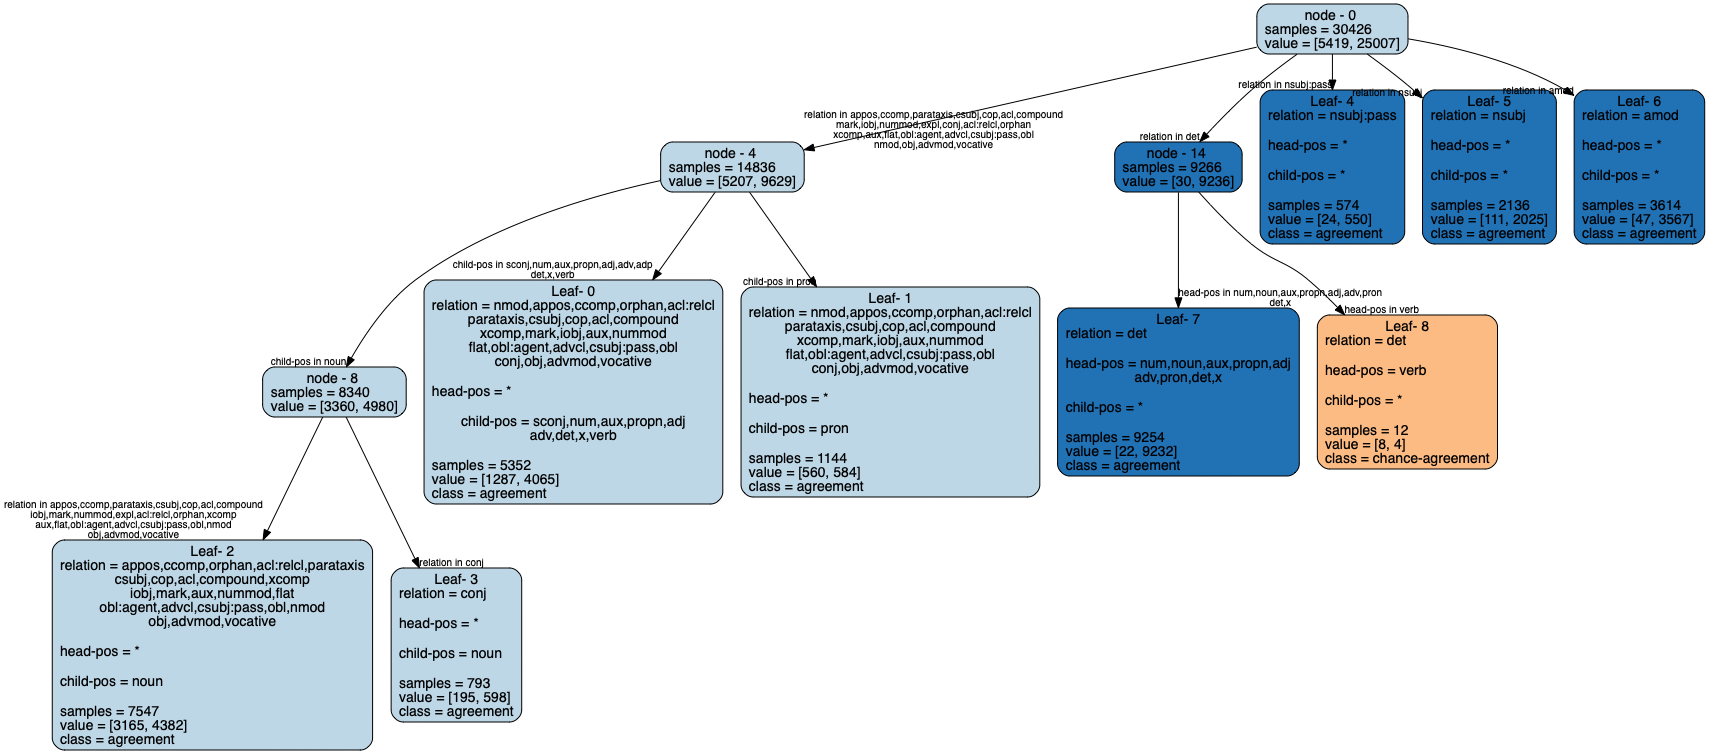 node - 0
samples = 30426
value = [5419, 25007]
relation in appos,ccomp,parataxis,csubj,cop,acl,compound
mark,iobj,nummod,expl,conj,acl:relcl,orphan
xcomp,aux,flat,obl:agent,advcl,csubj:pass,obl
nmod,obj,advmod,vocative
relation in det
relation in nsubj:pass
relation in nsubj
relation in amod
node - 4
samples = 14836
value = [5207, 9629]
node - 14
samples = 9266
value = [30, 9236]
Leaf- 4
relation = nsubj:pass
head-pos = *
child-pos = *
samples = 574
value = [24, 550]
class = agreement
Leaf- 5
relation = nsubj
head-pos = *
child-pos = *
samples = 2136
value = [111, 2025]
class = agreement
Leaf- 6
relation = amod
head-pos = *
child-pos = *
samples = 3614
value = [47, 3567]
class = agreement
child-pos in noun
child-pos in sconj,num,aux,propn,adj,adv,adp
det,x,verb
child-pos in pron
head-pos in num,noun,aux,propn,adj,adv,pron
det,x
head-pos in verb
node - 8
samples = 8340
value = [3360, 4980]
Leaf- 0
relation = nmod,appos,ccomp,orphan,acl:relcl
parataxis,csubj,cop,acl,compound
xcomp,mark,iobj,aux,nummod
flat,obl:agent,advcl,csubj:pass,obl
conj,obj,advmod,vocative
head-pos = *
child-pos = sconj,num,aux,propn,adj
adv,det,x,verb
samples = 5352
value = [1287, 4065]
class = agreement
Leaf- 1
relation = nmod,appos,ccomp,orphan,acl:relcl
parataxis,csubj,cop,acl,compound
xcomp,mark,iobj,aux,nummod
flat,obl:agent,advcl,csubj:pass,obl
conj,obj,advmod,vocative
head-pos = *
child-pos = pron
samples = 1144
value = [560, 584]
class = agreement
Leaf- 7
relation = det
head-pos = num,noun,aux,propn,adj
adv,pron,det,x
child-pos = *
samples = 9254
value = [22, 9232]
class = agreement
Leaf- 8
relation = det
head-pos = verb
child-pos = *
samples = 12
value = [8, 4]
class = chance-agreement
relation in appos,ccomp,parataxis,csubj,cop,acl,compound
iobj,mark,nummod,expl,acl:relcl,orphan,xcomp
aux,flat,obl:agent,advcl,csubj:pass,obl,nmod
obj,advmod,vocative
relation in conj
Leaf- 2
relation = appos,ccomp,orphan,acl:relcl,parataxis
csubj,cop,acl,compound,xcomp
iobj,mark,aux,nummod,flat
obl:agent,advcl,csubj:pass,obl,nmod
obj,advmod,vocative
head-pos = *
child-pos = noun
samples = 7547
value = [3165, 4382]
class = agreement
Leaf- 3
relation = conj
head-pos = *
child-pos = noun
samples = 793
value = [195, 598]
class = agreement